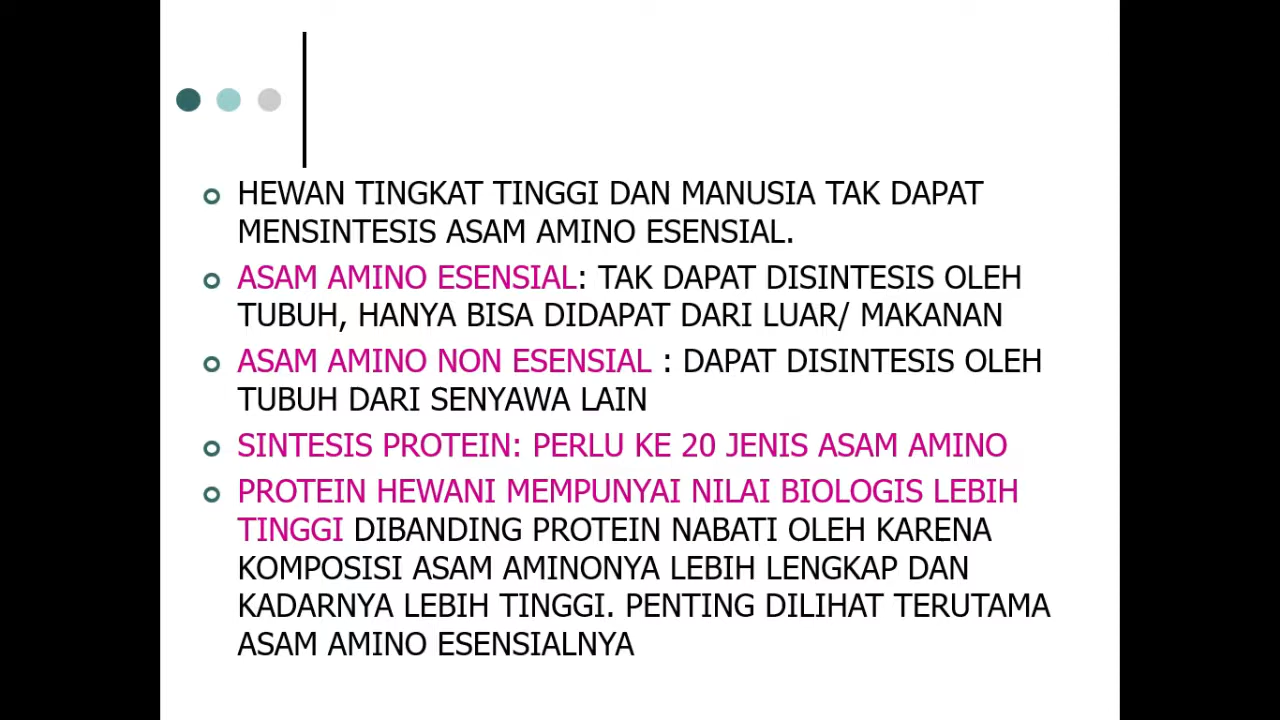 HEWAN TINGKAT TINGGI DAN MANUSIA TAK DAPAT
MENSINTESIS ASAM AMINO ESENSIAL.
ASAM AMINO ESENSIAL: TAK DAPAT DISINTESIS OLEH
TUBUH, HANYA BISA DIDAPAT DARI LUAR/ MAKANAN
ASAM AMINO NON ESENSIAL : DAPAT DISINTESIS OLEH
TUBUH DARI SENYAWA LAIN
SINTESIS PROTEIN: PERLU KE 20 JENIS ASAM AMINO
PROTEIN HEWANI MEMPUNYAI NILAI BIOLOGIS LEBIH
TINGGI DIBANDING PROTEIN NABATI OLEH KARENA
KOMPOSISI ASAM AMINONYA LEBIH LENGKAP DAN
KADARNYA LEBIH TINGGI. PENTING DILIHAT TERUTAMA
ASAM AMINO ESENSIALNYA